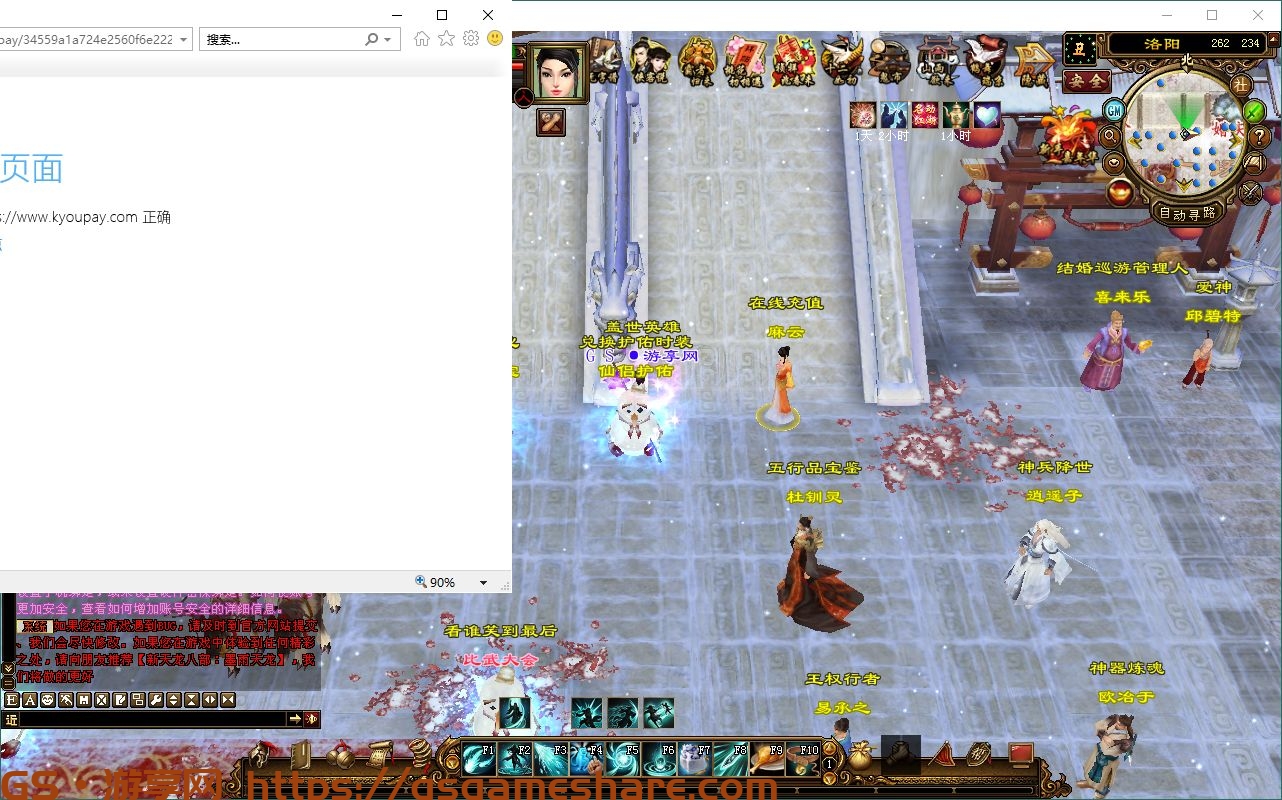 pay/34559a1a724e2560f6e222
搜索...
页面
s://www.kyoupay.com 正确
90%
洛阳 262 234
北
丑
安全
社
GM
自动寻路
隐藏
1天 2小时 1小时
结婚巡游管理人
喜来乐
爱神
邱碧特
在线充值
麻云
盖世英雄
兑换护佑时装
GS●游享网
仙侣护佑
五行品宝鉴
杜钏灵
神兵降世
逍遥子
更加安全，查看如何增加账号安全的详细信息。
系统 如果您在游戏遇到BUG，请及时到官方网站提交
、我们会尽快修改。如果您在游戏中体验到任何精彩
之处，请向朋友推荐【新天龙八部：墨雨天龙】，我
们将做的更好
看谁笑到最后
比武大会
王权行者
易承之
神器炼魂
欧冶子
近
F1 F2 F3 F4 F5 F6 F7 F8 F9 F10
1
GS●游享网 https://gsgameshare.com